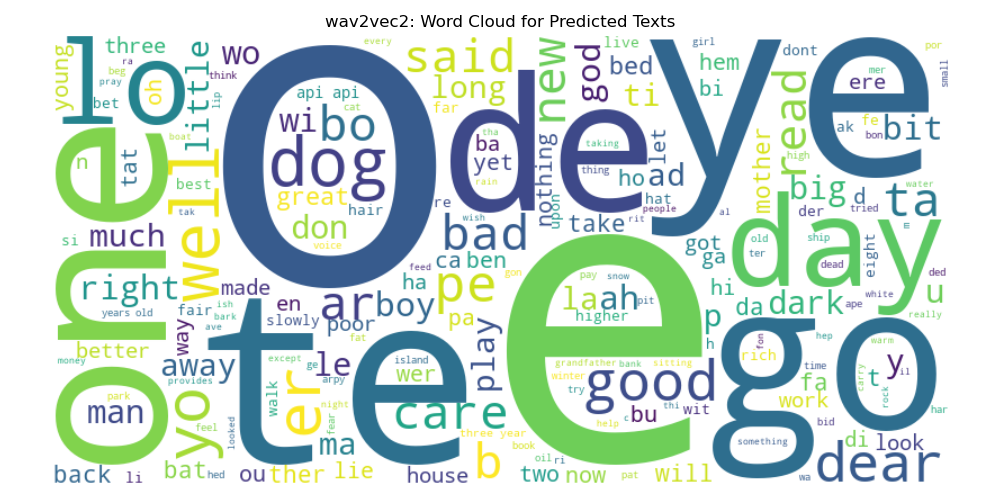 wav2vec2: Word Cloud for Predicted Texts
young three ra beg pray bet l o oh little lip wo think
O api api cat wi bo dog great hair don voice
said long far de ba yet tha rain re bad wish
new god live bed ti hem bi girl dont every
ye read high ere mer ak fe bon bit por small
nothing taking thing ho let ad hat people rit upon take al
mother big d der tried ta water m
one n tat boat best tak well si much
right years old way fair made ish bark ave
ca ben feed gon ha pe en slowly ar boy poor pa
e pay snow la ah pit higher
got ga hi da old ter ship dead dark day eight ded u ape white really
p h
better money park man away provides yo feel looked
te er except ge le arpy night fear fat island wer play
walk care three year book
grandfather bank sitting winter try good help c bu thi wit
go fon rich something hep time fa work bid
warm carry rock t y il har
back li bat hed ou ther ma lie house b oil ri two now pat will
wa di look dear